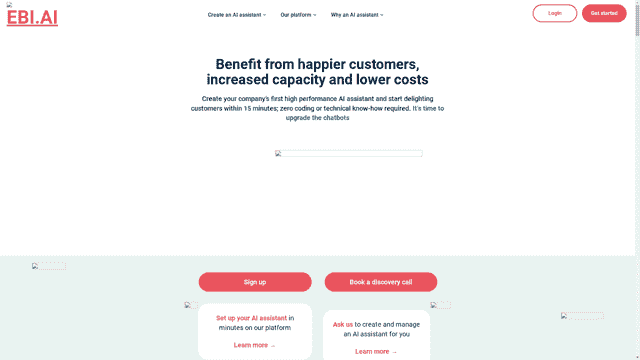 EBI.AI
Create an AI assistant
Our platform
Why an AI assistant
Login
Get started
Benefit from happier customers,
increased capacity and lower costs
Create your company's first high performance AI assistant and start delighting
customers within 15 minutes; zero coding or technical know-how required. It's time to
upgrade the chatbots
Sign up
Book a discovery call
Set up your AI assistant in
minutes on our platform
Learn more →
Ask us to create and manage
an AI assistant for you
Learn more →